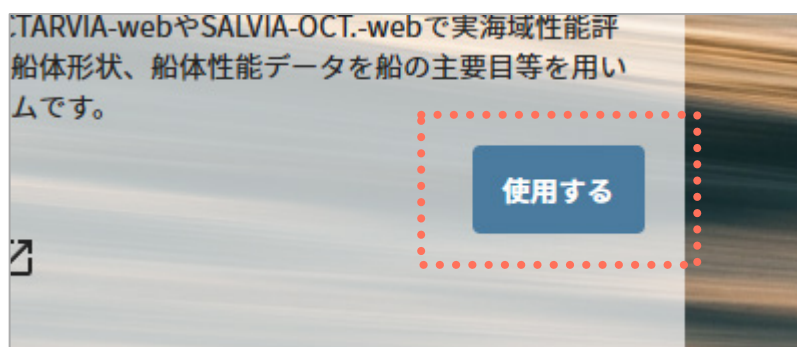 CTARVIA-webやSALVIA-OCT.-webで実海域性能評
船体形状、船体性能データを船の主要目等を用い
ムです。
使用する